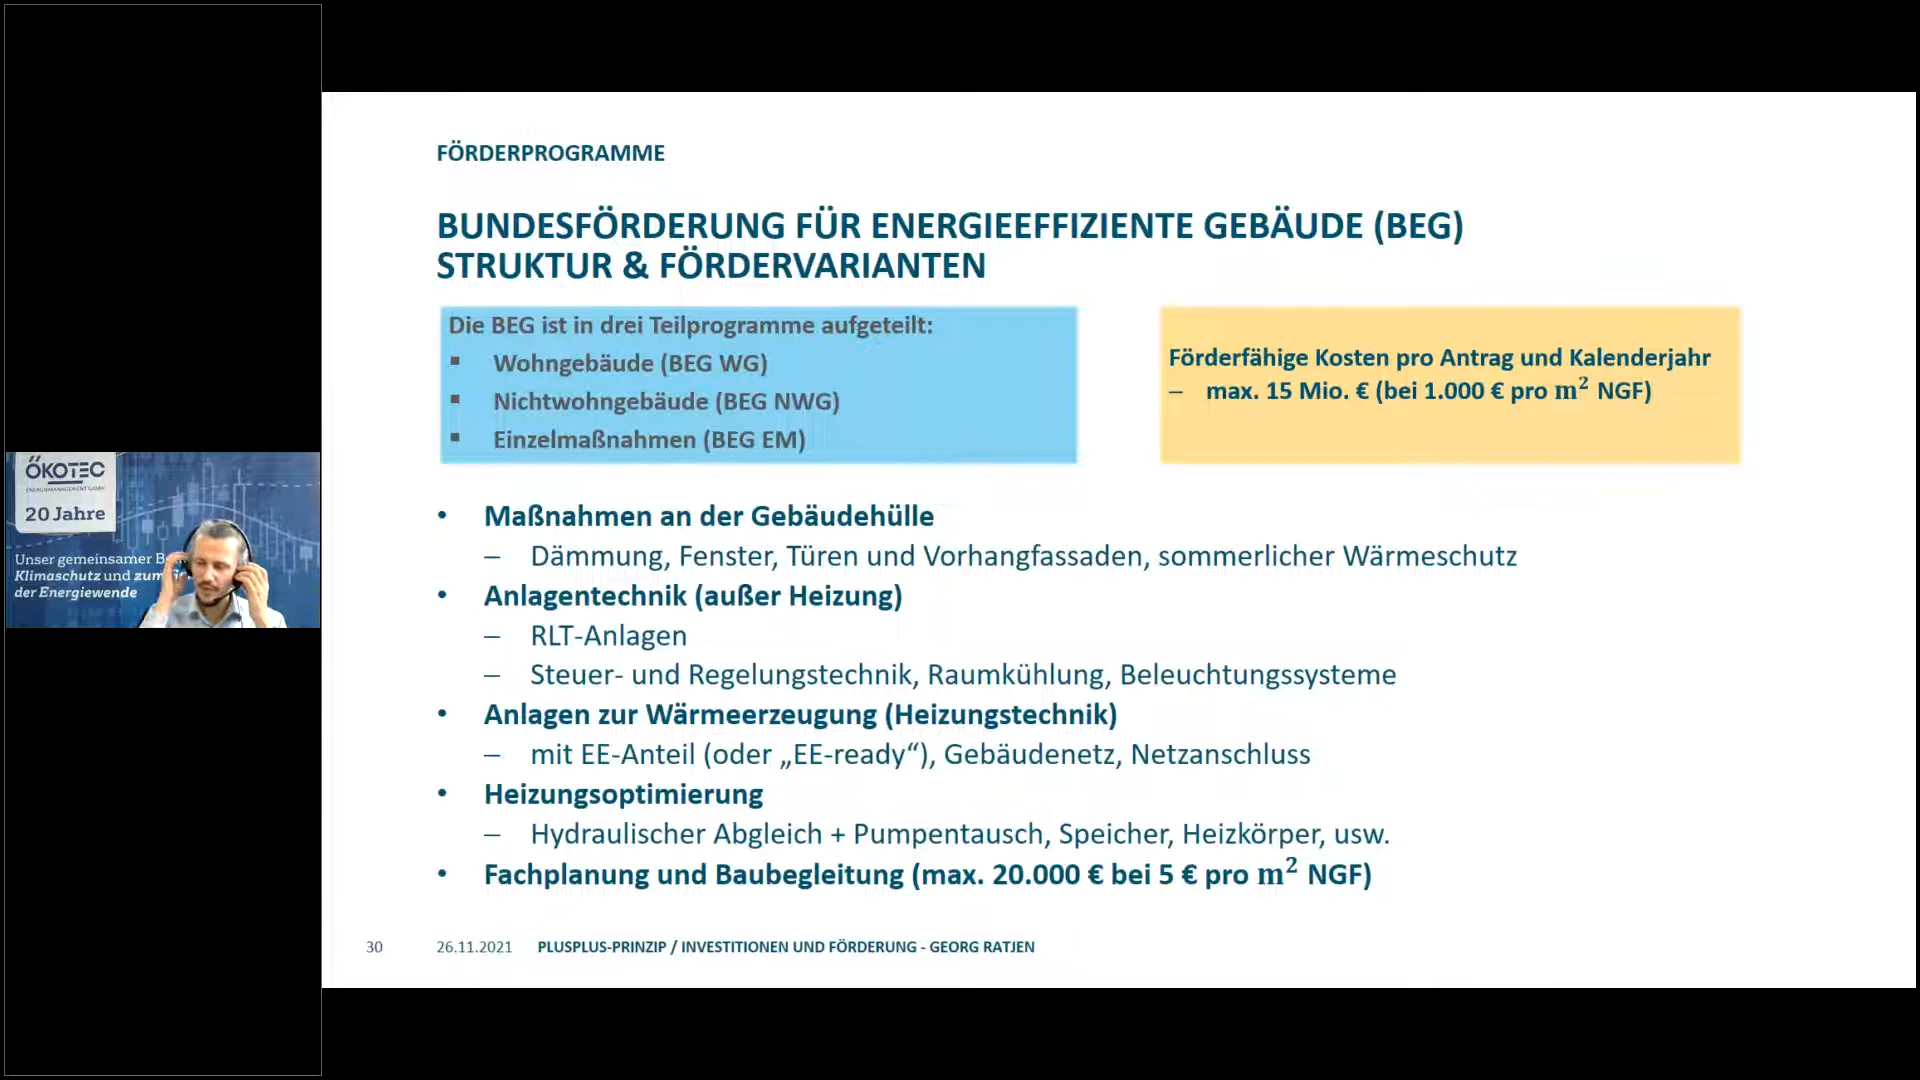 FÖRDERPROGRAMME
BUNDESFÖRDERUNG FÜR ENERGIEEFFIZIENTE GEBÄUDE (BEG)
STRUKTUR & FÖRDERVARIANTEN
Die BEG ist in drei Teilprogramme aufgeteilt:
▪ Wohngebäude (BEG WG)
▪ Nichtwohngebäude (BEG NWG)
▪ Einzelmaßnahmen (BEG EM)
Förderfähige Kosten pro Antrag und Kalenderjahr
– max. 15 Mio. € (bei 1.000 € pro m² NGF)
• Maßnahmen an der Gebäudehülle
– Dämmung, Fenster, Türen und Vorhangfassaden, sommerlicher Wärmeschutz
• Anlagentechnik (außer Heizung)
– RLT-Anlagen
– Steuer- und Regelungstechnik, Raumkühlung, Beleuchtungssysteme
• Anlagen zur Wärmeerzeugung (Heizungstechnik)
– mit EE-Anteil (oder „EE-ready“), Gebäudenetz, Netzanschluss
• Heizungsoptimierung
– Hydraulischer Abgleich + Pumpentausch, Speicher, Heizkörper, usw.
• Fachplanung und Baubegleitung (max. 20.000 € bei 5 € pro m² NGF)
30 26.11.2021 PLUSPLUS-PRINZIP / INVESTITIONEN UND FÖRDERUNG - GEORG RATJEN
ÖKOTEC
ENERGIEMANAGEMENT GMBH
20 Jahre
Unser gemeinsamer
Klimaschutz und zum
der Energiewende